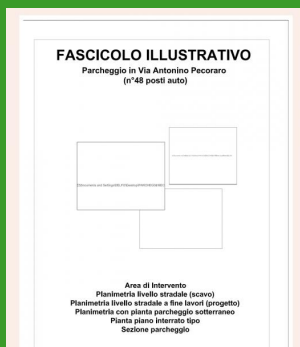 FASCICOLO ILLUSTRATIVO
Parcheggio in Via Antonino Pecoraro
(n°48 posti auto)
Area di Intervento
Planimetria livello stradale (scavo)
Planimetria livello stradale a fine lavori (progetto)
Planimetria con pianta parcheggio sotterraneo
Pianta piano interrato tipo
Sezione parcheggio